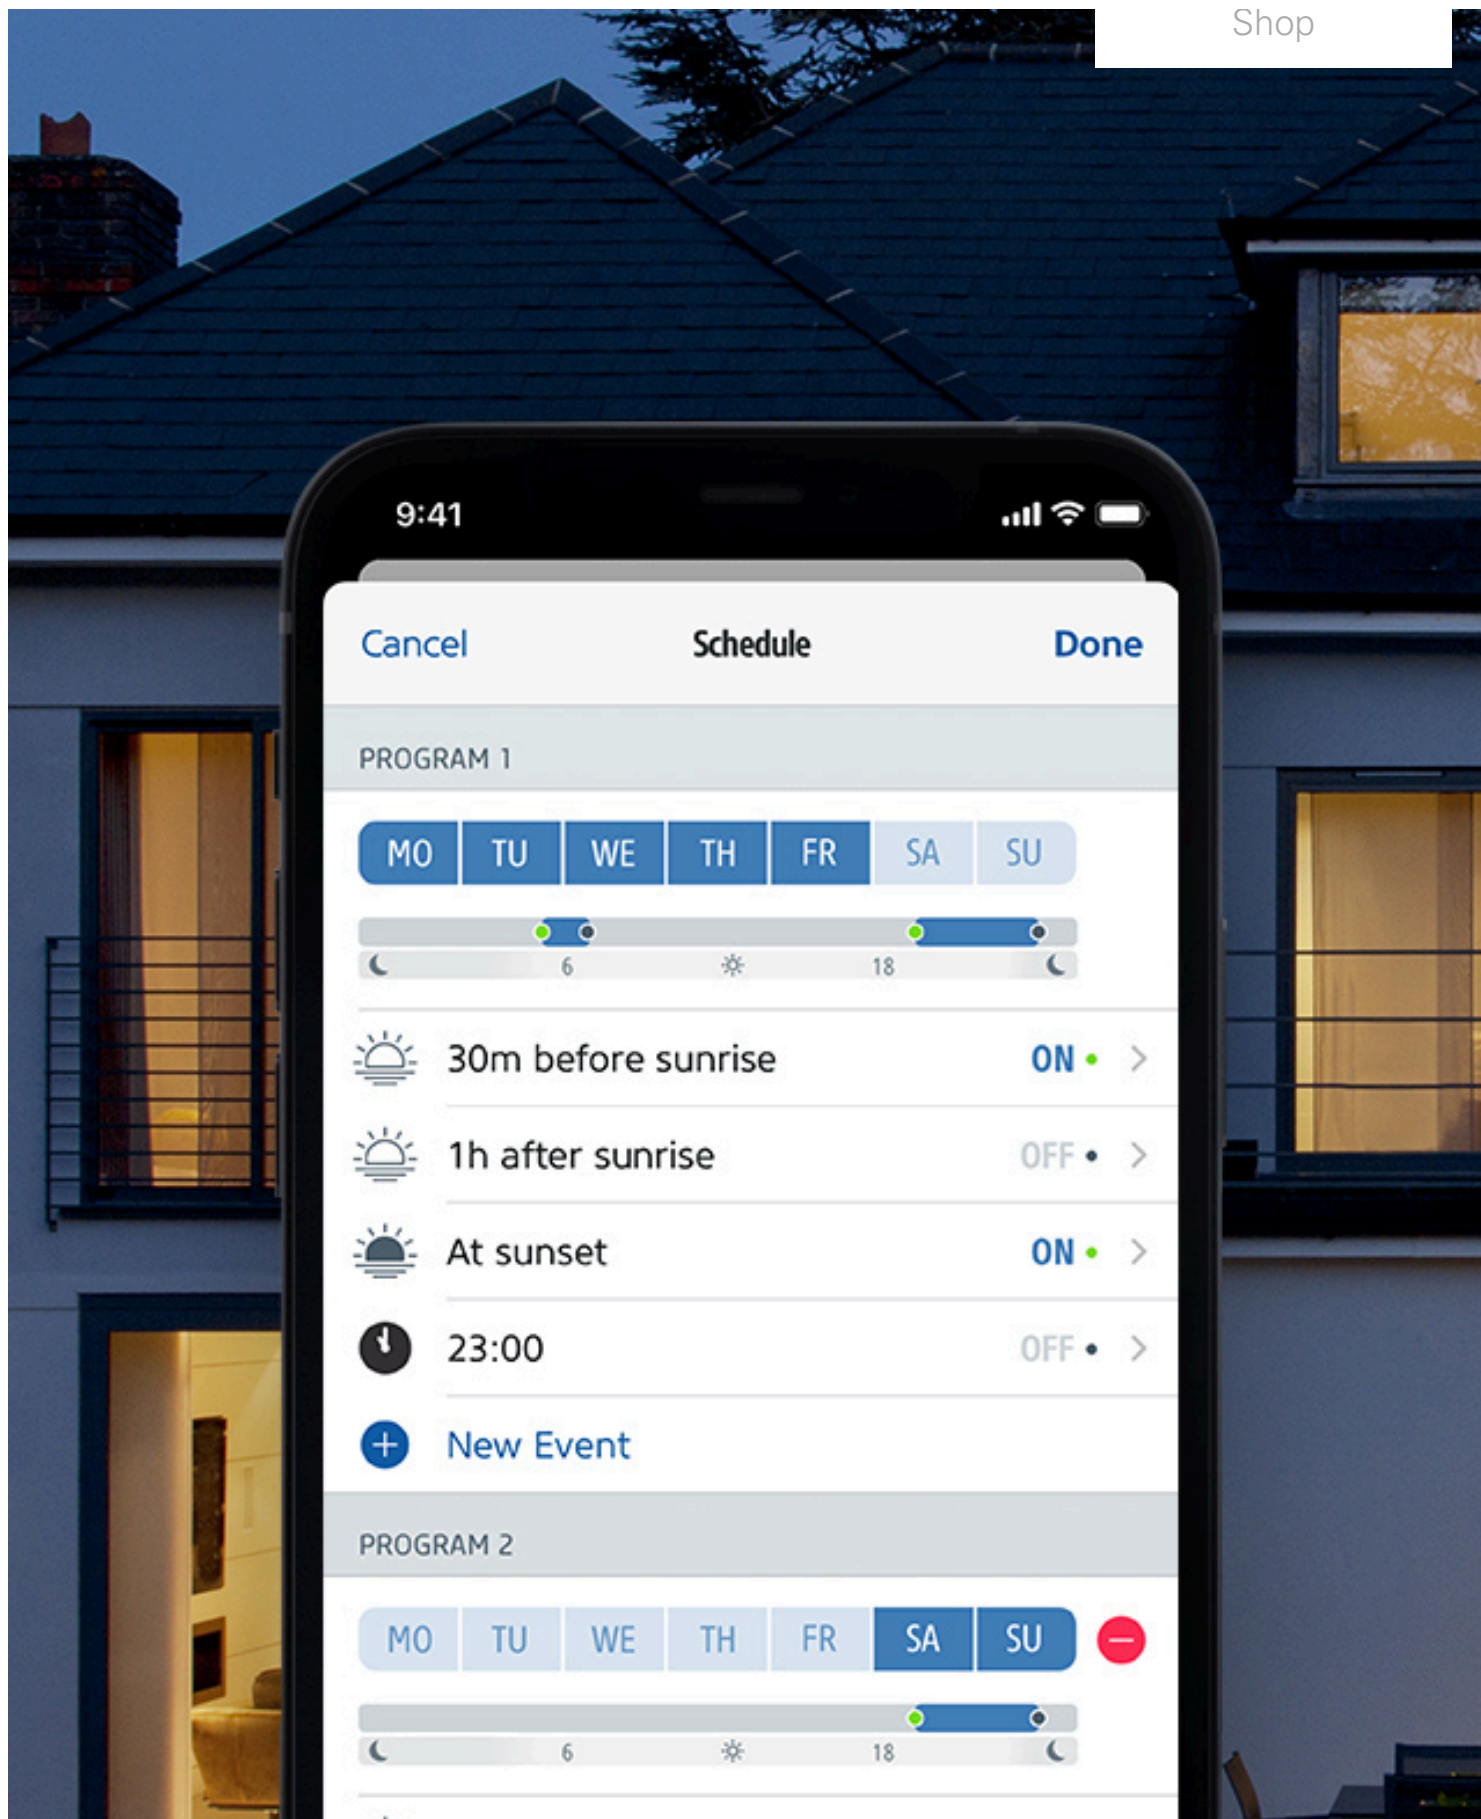 Shop
9:41
Cancel Schedule Done
PROGRAM 1
MO TU WE TH FR SA SU
6 18
30m before sunrise ON
1h after sunrise OFF
At sunset ON
23:00 OFF
New Event
PROGRAM 2
MO TU WE TH FR SA SU
6 18